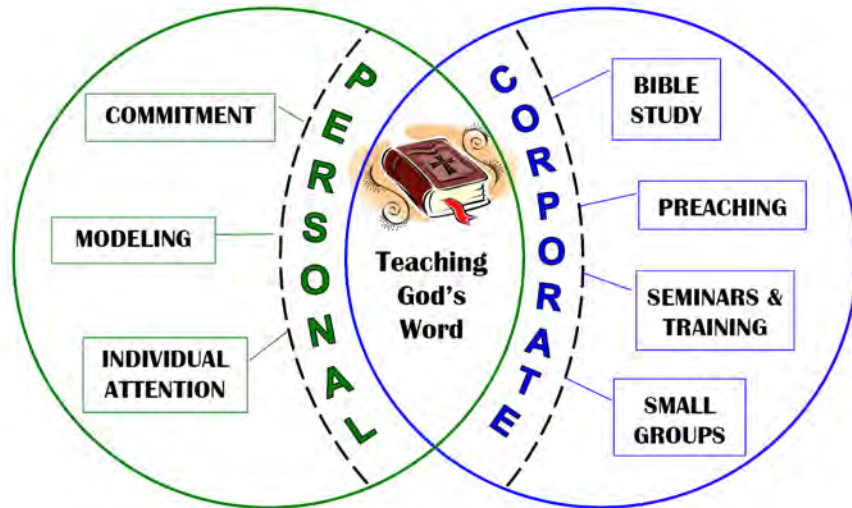 PERSONAL
COMMITMENT
MODELING
INDIVIDUAL
ATTENTION
Teaching
God's
Word
CORPORATE
BIBLE
STUDY
PREACHING
SEMINARS &
TRAINING
SMALL
GROUPS